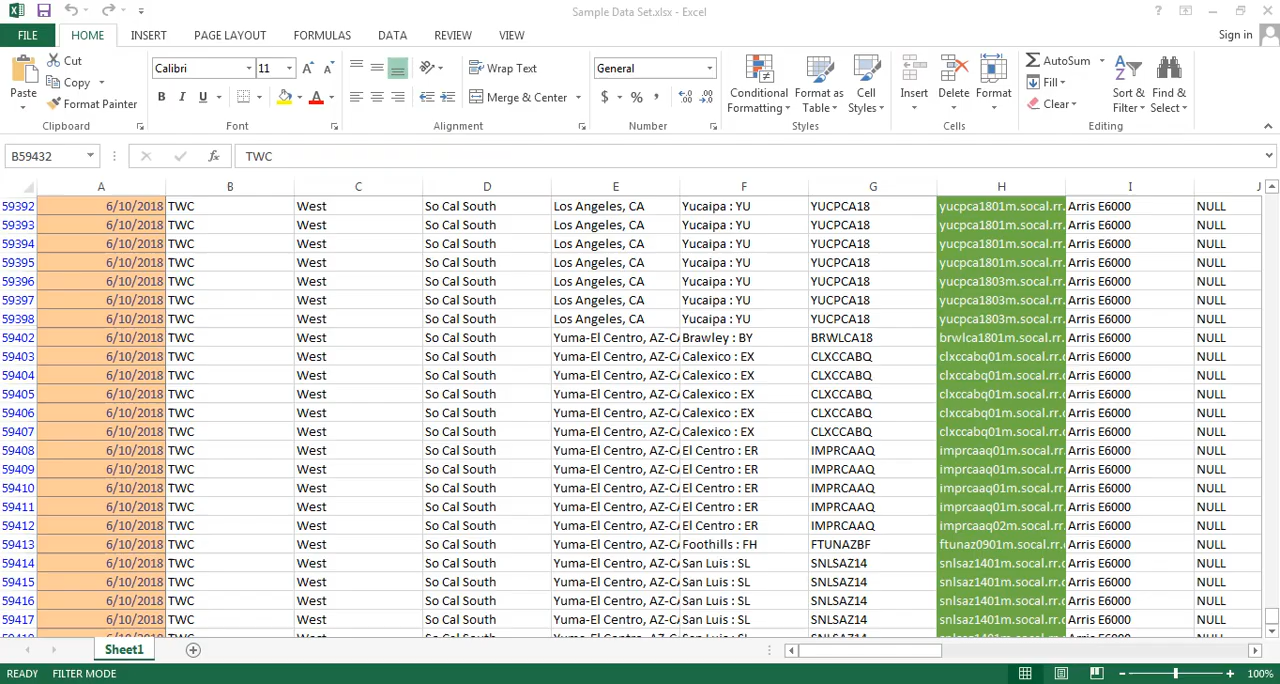 Sample Data Set.xlsx - Excel
?
FILE HOME INSERT PAGE LAYOUT FORMULAS DATA REVIEW VIEW Sign in
Paste
Cut
Copy
Format Painter
Clipboard
Calibri 11
B I U A
Font
Wrap Text
Merge & Center
Alignment
General
$ % ,
Number
Conditional Formatting
Format as Table
Cell Styles
Styles
Insert
Delete
Format
Cells
AutoSum
Fill
Clear
Sort & Filter
Find & Select
Editing
B59432 fx TWC
A B C D E F G H I J
59392 6/10/2018 TWC West So Cal South Los Angeles, CA Yucaipa : YU YUCPCA18 yucpca1801m.socal.rr. Arris E6000 NULL
59393 6/10/2018 TWC West So Cal South Los Angeles, CA Yucaipa : YU YUCPCA18 yucpca1801m.socal.rr. Arris E6000 NULL
59394 6/10/2018 TWC West So Cal South Los Angeles, CA Yucaipa : YU YUCPCA18 yucpca1801m.socal.rr. Arris E6000 NULL
59395 6/10/2018 TWC West So Cal South Los Angeles, CA Yucaipa : YU YUCPCA18 yucpca1801m.socal.rr. Arris E6000 NULL
59396 6/10/2018 TWC West So Cal South Los Angeles, CA Yucaipa : YU YUCPCA18 yucpca1803m.socal.rr. Arris E6000 NULL
59397 6/10/2018 TWC West So Cal South Los Angeles, CA Yucaipa : YU YUCPCA18 yucpca1803m.socal.rr. Arris E6000 NULL
59398 6/10/2018 TWC West So Cal South Los Angeles, CA Yucaipa : YU YUCPCA18 yucpca1803m.socal.rr. Arris E6000 NULL
59402 6/10/2018 TWC West So Cal South Yuma-El Centro, AZ-CA Brawley : BY BRWLCA18 brwlca1801m.socal.rr. Arris E6000 NULL
59403 6/10/2018 TWC West So Cal South Yuma-El Centro, AZ-CA Calexico : EX CLXCCABQ clxccabq01m.socal.rr.c Arris E6000 NULL
59404 6/10/2018 TWC West So Cal South Yuma-El Centro, AZ-CA Calexico : EX CLXCCABQ clxccabq01m.socal.rr.c Arris E6000 NULL
59405 6/10/2018 TWC West So Cal South Yuma-El Centro, AZ-CA Calexico : EX CLXCCABQ clxccabq01m.socal.rr.c Arris E6000 NULL
59406 6/10/2018 TWC West So Cal South Yuma-El Centro, AZ-CA Calexico : EX CLXCCABQ clxccabq01m.socal.rr.c Arris E6000 NULL
59407 6/10/2018 TWC West So Cal South Yuma-El Centro, AZ-CA Calexico : EX CLXCCABQ clxccabq01m.socal.rr.c Arris E6000 NULL
59408 6/10/2018 TWC West So Cal South Yuma-El Centro, AZ-CA El Centro : ER IMPRCAAQ imprcaaq01m.socal.rr. Arris E6000 NULL
59409 6/10/2018 TWC West So Cal South Yuma-El Centro, AZ-CA El Centro : ER IMPRCAAQ imprcaaq01m.socal.rr. Arris E6000 NULL
59410 6/10/2018 TWC West So Cal South Yuma-El Centro, AZ-CA El Centro : ER IMPRCAAQ imprcaaq01m.socal.rr. Arris E6000 NULL
59411 6/10/2018 TWC West So Cal South Yuma-El Centro, AZ-CA El Centro : ER IMPRCAAQ imprcaaq01m.socal.rr. Arris E6000 NULL
59412 6/10/2018 TWC West So Cal South Yuma-El Centro, AZ-CA El Centro : ER IMPRCAAQ imprcaaq02m.socal.rr. Arris E6000 NULL
59413 6/10/2018 TWC West So Cal South Yuma-El Centro, AZ-CA Foothills : FH FTUNAZBF ftunaz0901m.socal.rr.c Arris E6000 NULL
59414 6/10/2018 TWC West So Cal South Yuma-El Centro, AZ-CA San Luis : SL SNLSAZ14 snlsaz1401m.socal.rr.c Arris E6000 NULL
59415 6/10/2018 TWC West So Cal South Yuma-El Centro, AZ-CA San Luis : SL SNLSAZ14 snlsaz1401m.socal.rr.c Arris E6000 NULL
59416 6/10/2018 TWC West So Cal South Yuma-El Centro, AZ-CA San Luis : SL SNLSAZ14 snlsaz1401m.socal.rr.c Arris E6000 NULL
59417 6/10/2018 TWC West So Cal South Yuma-El Centro, AZ-CA San Luis : SL SNLSAZ14 snlsaz1401m.socal.rr.c Arris E6000 NULL
Sheet1
READY FILTER MODE 100%